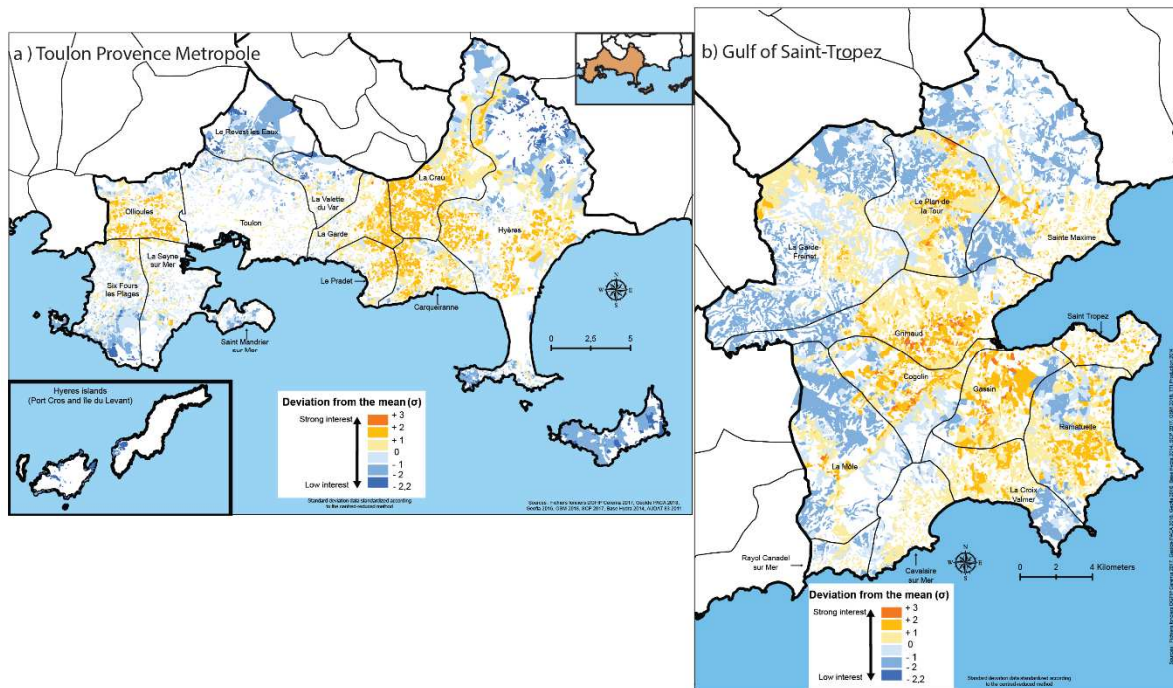 a ) Toulon Provence Metropole
Le Revest les Eaux
La Crau
La Valette
du Var
Ollioules
Toulon
La Garde
Hyères
La Seyne
sur Mer
Six Fours
les Plages
Le Pradet
Carqueiranne
Saint Mandrier
sur Mer
N
W
E
S
0
2,5
5
Hyeres islands
(Port Cros and île du Levant)
Deviation from the mean (σ)
Strong interest
Low interest
+ 3
+ 2
+ 1
0
- 1
- 2
- 2,2
Standard deviation data standardized according
to the centred-reduced method
b) Gulf of Saint-Tropez
Le Plan de
la Tour
Sainte Maxime
La Garde
Freinet
Grimaud
Saint Tropez
Cogolin
Gassin
Ramatuelle
La Môle
La Croix
Valmer
Rayol Canadel
sur Mer
Cavalaire
sur Mer
N
W
E
S
0
2
4 Kilometers
Deviation from the mean (σ)
Strong interest
Low interest
+ 3
+ 2
+ 1
0
- 1
- 2
- 2,2
Standard deviation data standardized according
to the centred-reduced method